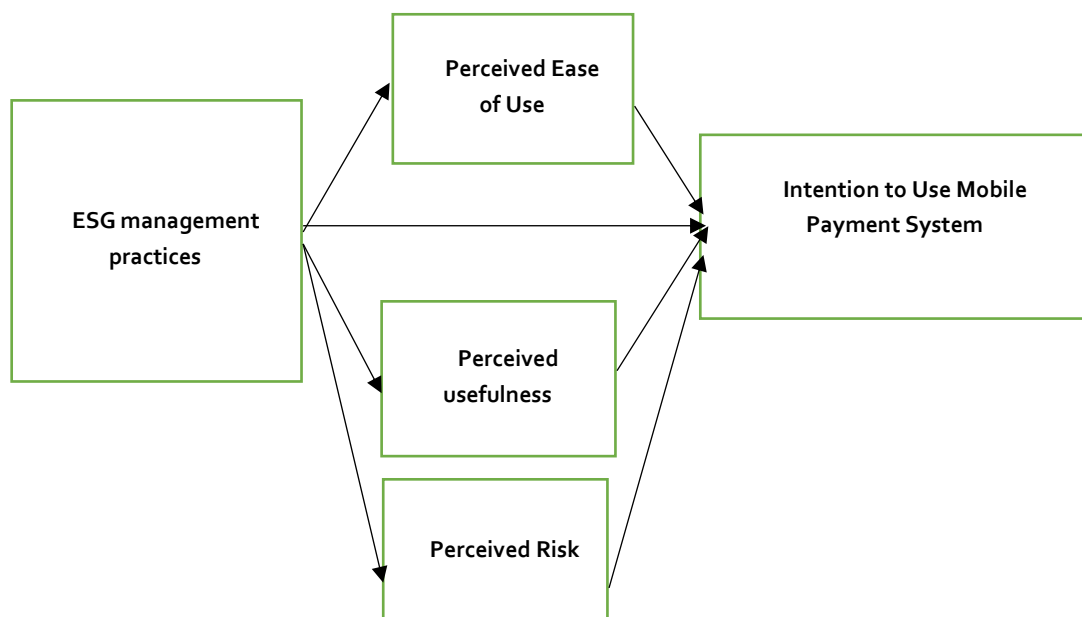 Perceived Ease
of Use
ESG management
practices
Intention to Use Mobile
Payment System
Perceived
usefulness
Perceived Risk